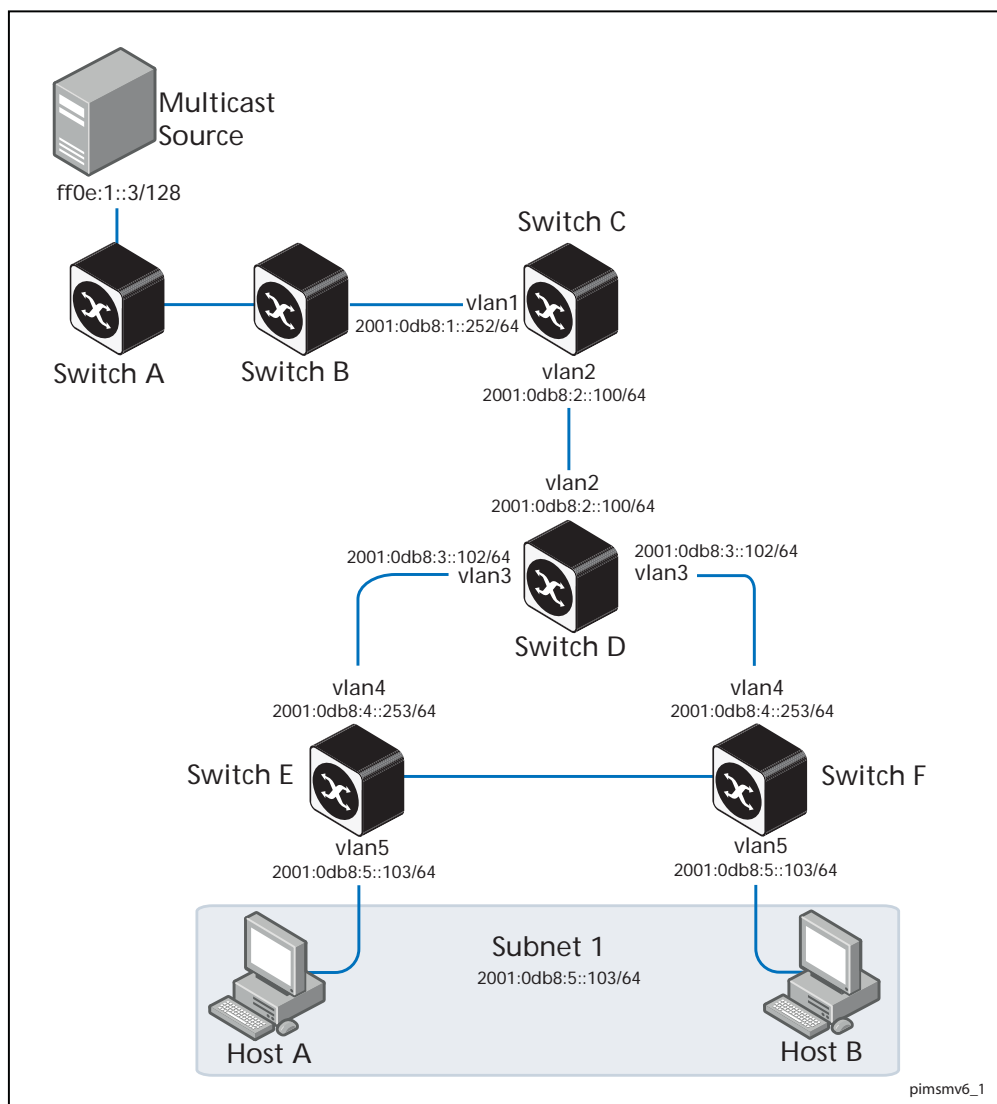 Multicast
Source
ff0e:1::3/128
Switch C
vlan1
2001:0db8:1::252/64
Switch A
Switch B
vlan2
2001:0db8:2::100/64
vlan2
2001:0db8:2::100/64
2001:0db8:3::102/64
vlan3
2001:0db8:3::102/64
vlan3
Switch D
vlan4
2001:0db8:4::253/64
vlan4
2001:0db8:4::253/64
Switch E
Switch F
vlan5
2001:0db8:5::103/64
vlan5
2001:0db8:5::103/64
Subnet 1
2001:0db8:5::103/64
Host A
Host B
pimsmv6_1